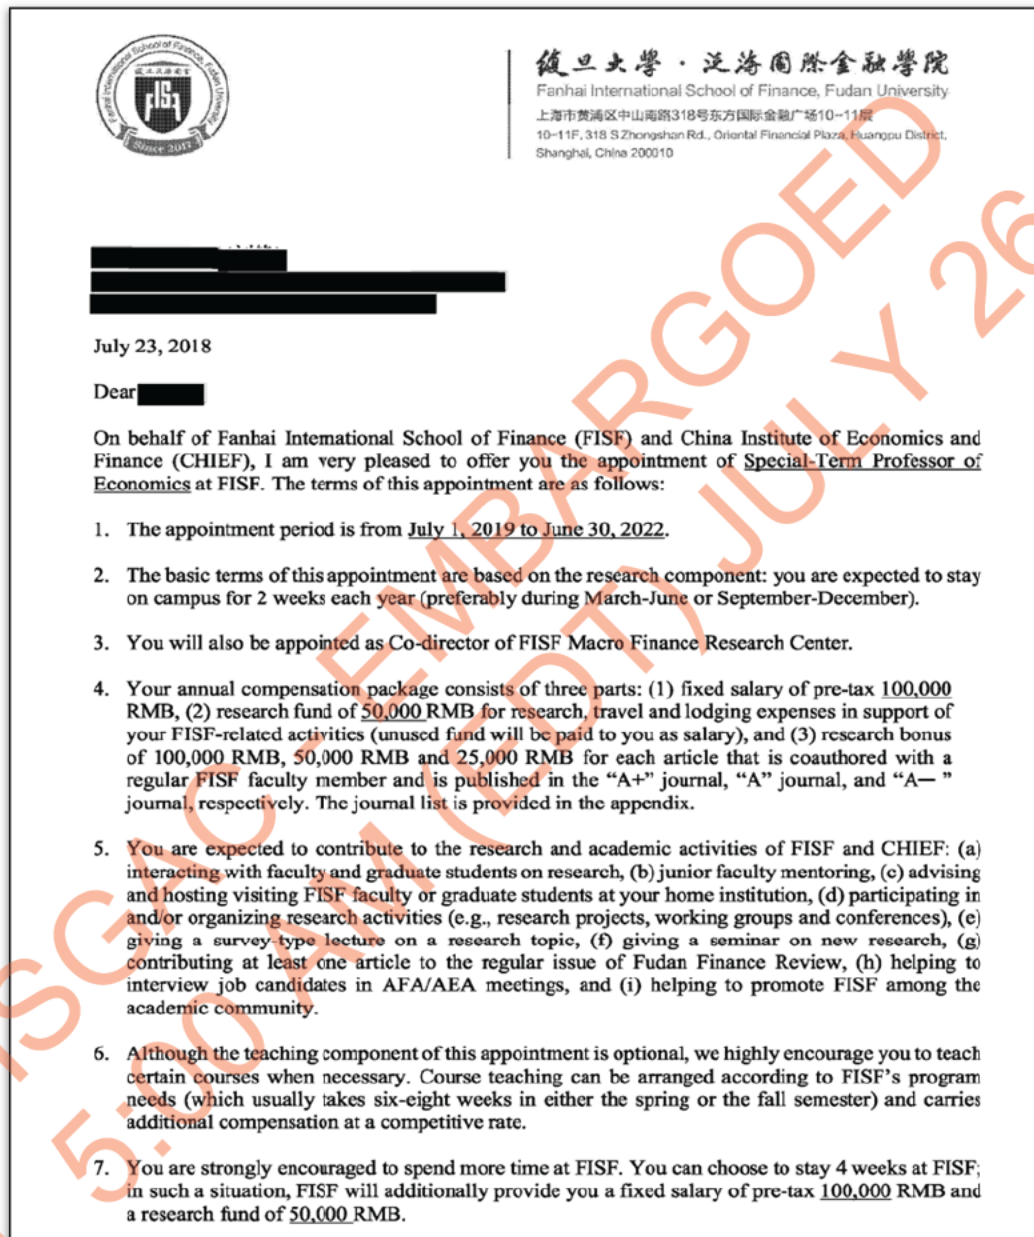 Fanhai International School of Finance, Fudan University
復旦大學
FISF
Since 2017
復旦大學·泛海國際金融學院
Fanhai International School of Finance, Fudan University
上海市黄浦区中山南路318号东方国际金融广场10-11层
10-11F, 318 S Zhongshan Rd., Oriental Financial Plaza, Huangpu District,
Shanghai, China 200010
July 23, 2018
Dear
On behalf of Fanhai International School of Finance (FISF) and China Institute of Economics and
Finance (CHIEF), I am very pleased to offer you the appointment of Special-Term Professor of
Economics at FISF. The terms of this appointment are as follows:
1. The appointment period is from July 1, 2019 to June 30, 2022.
2. The basic terms of this appointment are based on the research component: you are expected to stay
on campus for 2 weeks each year (preferably during March-June or September-December).
3. You will also be appointed as Co-director of FISF Macro Finance Research Center.
4. Your annual compensation package consists of three parts: (1) fixed salary of pre-tax 100,000
RMB, (2) research fund of 50,000 RMB for research, travel and lodging expenses in support of
your FISF-related activities (unused fund will be paid to you as salary), and (3) research bonus
of 100,000 RMB, 50,000 RMB and 25,000 RMB for each article that is coauthored with a
regular FISF faculty member and is published in the “A+” journal, “A” journal, and “A— ”
journal, respectively. The journal list is provided in the appendix.
5. You are expected to contribute to the research and academic activities of FISF and CHIEF: (a)
interacting with faculty and graduate students on research, (b) junior faculty mentoring, (c) advising
and hosting visiting FISF faculty or graduate students at your home institution, (d) participating in
and/or organizing research activities (e.g., research projects, working groups and conferences), (e)
giving a survey-type lecture on a research topic, (f) giving a seminar on new research, (g)
contributing at least one article to the regular issue of Fudan Finance Review, (h) helping to
interview job candidates in AFA/AEA meetings, and (i) helping to promote FISF among the
academic community.
6. Although the teaching component of this appointment is optional, we highly encourage you to teach
certain courses when necessary. Course teaching can be arranged according to FISF’s program
needs (which usually takes six-eight weeks in either the spring or the fall semester) and carries
additional compensation at a competitive rate.
7. You are strongly encouraged to spend more time at FISF. You can choose to stay 4 weeks at FISF;
in such a situation, FISF will additionally provide you a fixed salary of pre-tax 100,000 RMB and
a research fund of 50,000 RMB.
HSGAC - EMBARGOED
5:00 AM (EDT) JULY 26